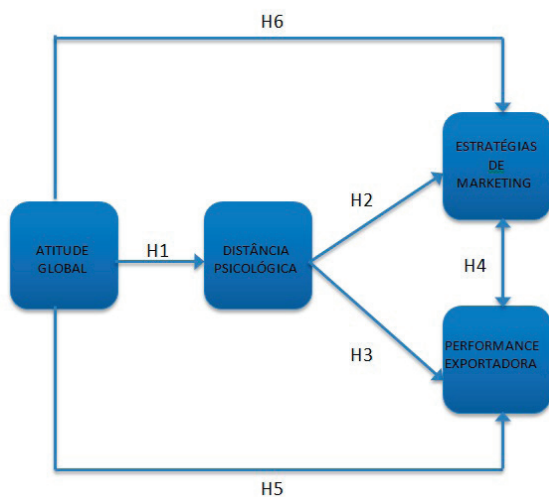 H6
ESTRATÉGIAS
DE
MARKETING
H2
ATITUDE
GLOBAL
H1
DISTÂNCIA
PSICOLÓGICA
H4
H3
PERFORMANCE
EXPORTADORA
H5